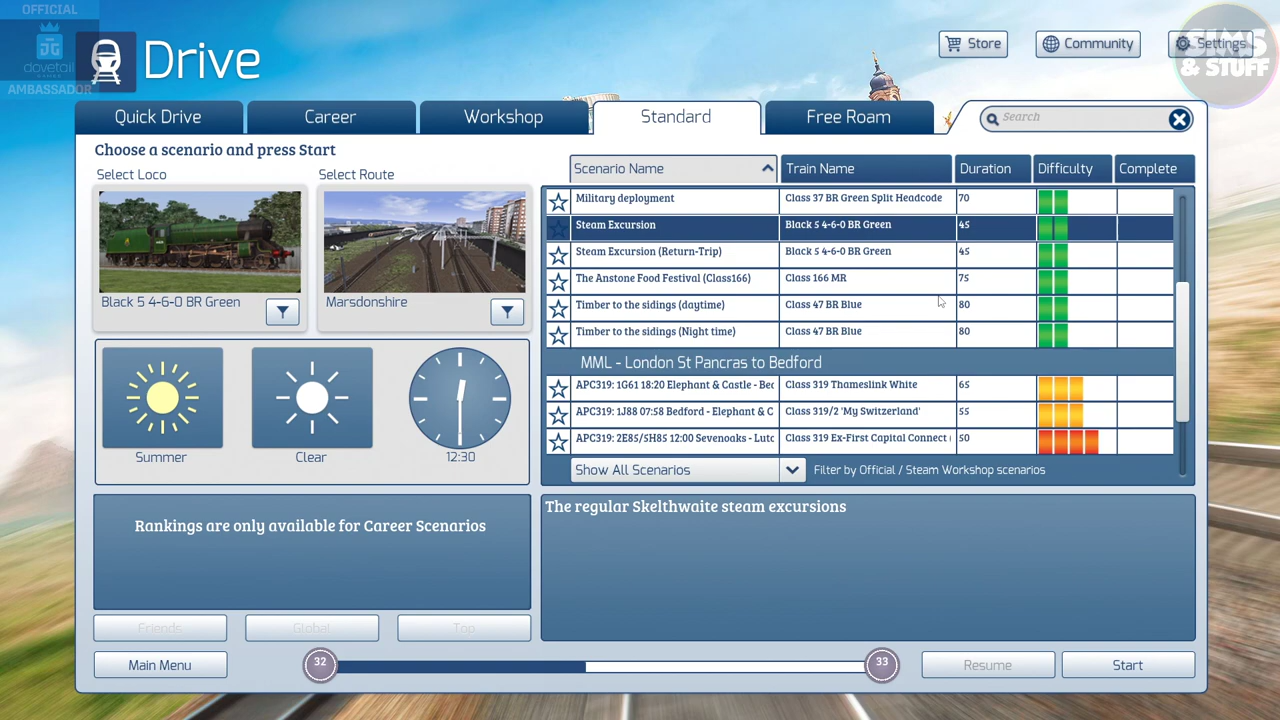 OFFICIAL
dovetail
GAMES
AMBASSADOR
Drive
Store
Community
Settings
SIMS
& STUFF
Quick Drive
Career
Workshop
Standard
Free Roam
Search
Choose a scenario and press Start
Select Loco
Select Route
Black 5 4-6-0 BR Green
Marsdonshire
Summer
Clear
12:30
Scenario Name Train Name Duration Difficulty Complete
Military deployment Class 37 BR Green Split Headcode 70
Steam Excursion Black 5 4-6-0 BR Green 45
Steam Excursion (Return-Trip) Black 5 4-6-0 BR Green 45
The Anstone Food Festival (Class166) Class 166 MR 75
Timber to the sidings (daytime) Class 47 BR Blue 80
Timber to the sidings (Night time) Class 47 BR Blue 80
MML - London St Pancras to Bedford
APC319: 1G61 18:20 Elephant & Castle - Bec Class 319 Thameslink White 65
APC319: 1J88 07:58 Bedford - Elephant & C Class 319/2 'My Switzerland' 55
APC319: 2E85/5H85 12:00 Sevenoaks - Lutc Class 319 Ex-First Capital Connect ( 50
Show All Scenarios
Filter by Official / Steam Workshop scenarios
Rankings are only available for Career Scenarios
The regular Skelthwaite steam excursions
Friends
Global
Top
Main Menu
32
33
Resume
Start